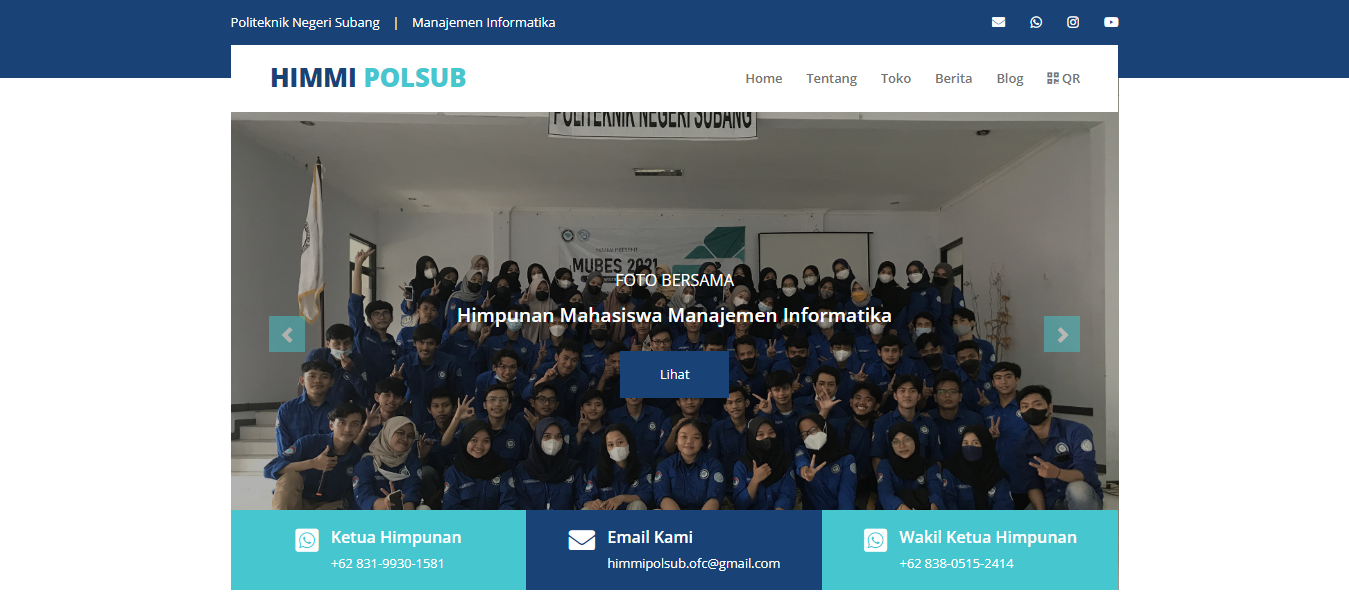 Politeknik Negeri Subang | Manajemen Informatika
HIMMI POLSUB
Home Tentang Toko Berita Blog QR
POLITEKNIK NEGERI SUBANG
MUBES 2021
FOTO BERSAMA
Himpunan Mahasiswa Manajemen Informatika
Lihat
Ketua Himpunan
+62 831-9930-1581
Email Kami
himmipolsub.ofc@gmail.com
Wakil Ketua Himpunan
+62 838-0515-2414